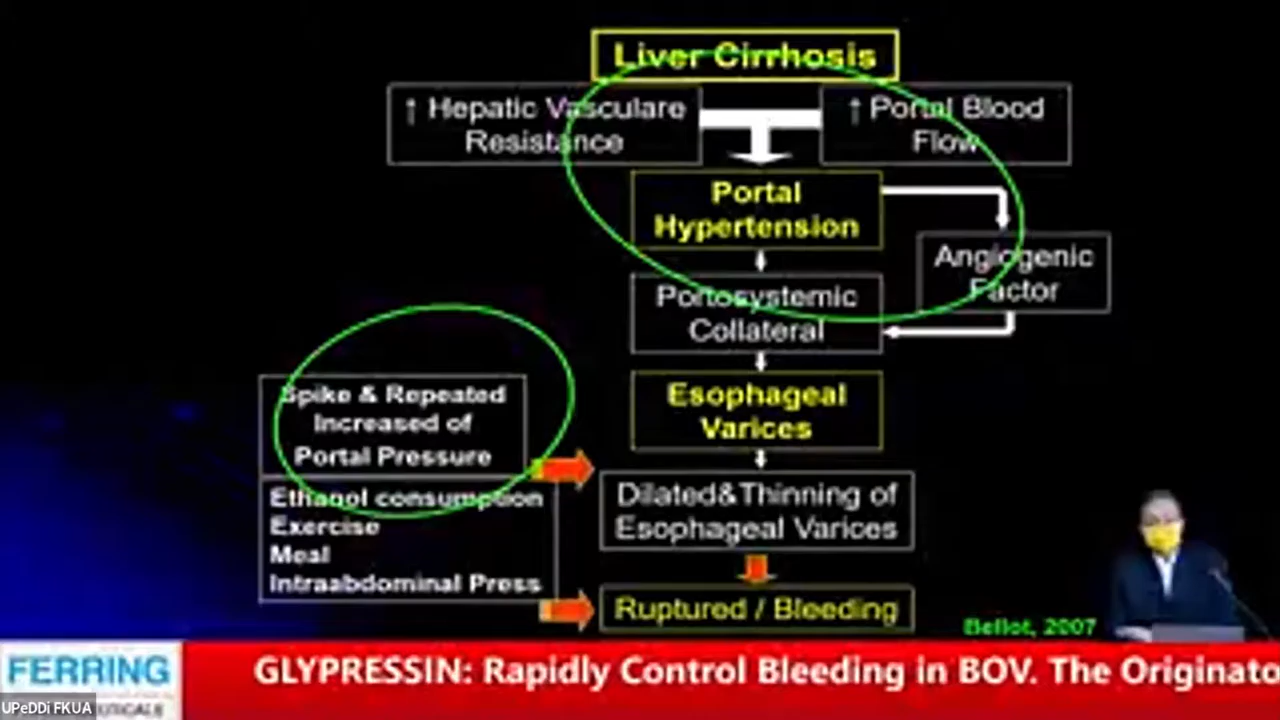 Liver Cirrhosis
↑ Hepatic Vasculare
Resistance
↑ Portal Blood
Flow
Portal
Hypertension
Angiogenic
Factor
Portosystemic
Collateral
Spike & Repeated
Increased of
Portal Pressure
Esophageal
Varices
Ethanol consumption
Exercise
Meal
Intraabdominal Press
Dilated&Thinning of
Esophageal Varices
Ruptured / Bleeding
Bellot, 2007
FERRING
GLYPRESSIN: Rapidly Control Bleeding in BOV. The Originato
UPeDDi FKUA